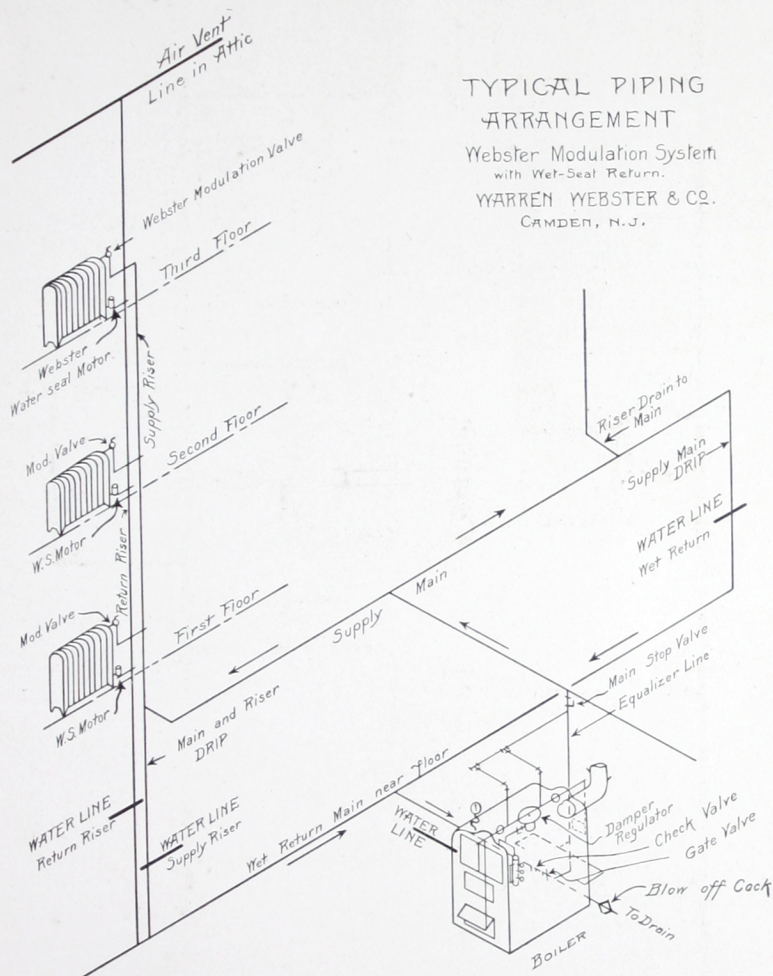 Air Vent
Line in Attic
TYPICAL PIPING
ARRANGEMENT
Webster Modulation System
with Wet-Seal Return.
WARREN WEBSTER & CO.
CAMDEN, N.J.
Webster Modulation Valve
Third Floor
Webster
Water seal Motor.
Supply Riser
Mod. Valve
Second Floor
W.S. Motor
Return Riser
Riser Drain to
Main
Supply Main
DRIP
WATER LINE
Wet Return
Mod. Valve
First Floor
W.S. Motor
Supply Main
Main Stop Valve
Equalizer Line
Main and Riser
DRIP
WATER LINE
Return Riser
WATER LINE
Supply Riser
Wet Return Main near floor
WATER
LINE
Damper
Regulator
Check Valve
Gate Valve
Blow off Cock
To Drain
BOILER